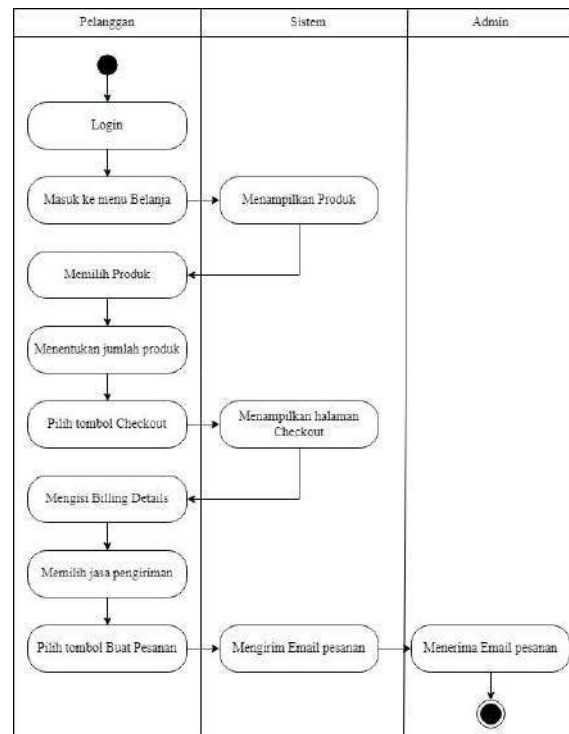 Pelanggan
Sistem
Admin
Login
Masuk ke menu Belanja
Menampilkan Produk
Memilih Produk
Menentukan jumlah produk
Pilih tombol Checkout
Menampilkan halaman
Checkout
Mengisi Billing Details
Memilih jasa pengiriman
Pilih tombol Buat Pesanan
Mengirim Email pesanan
Menerima Email pesanan